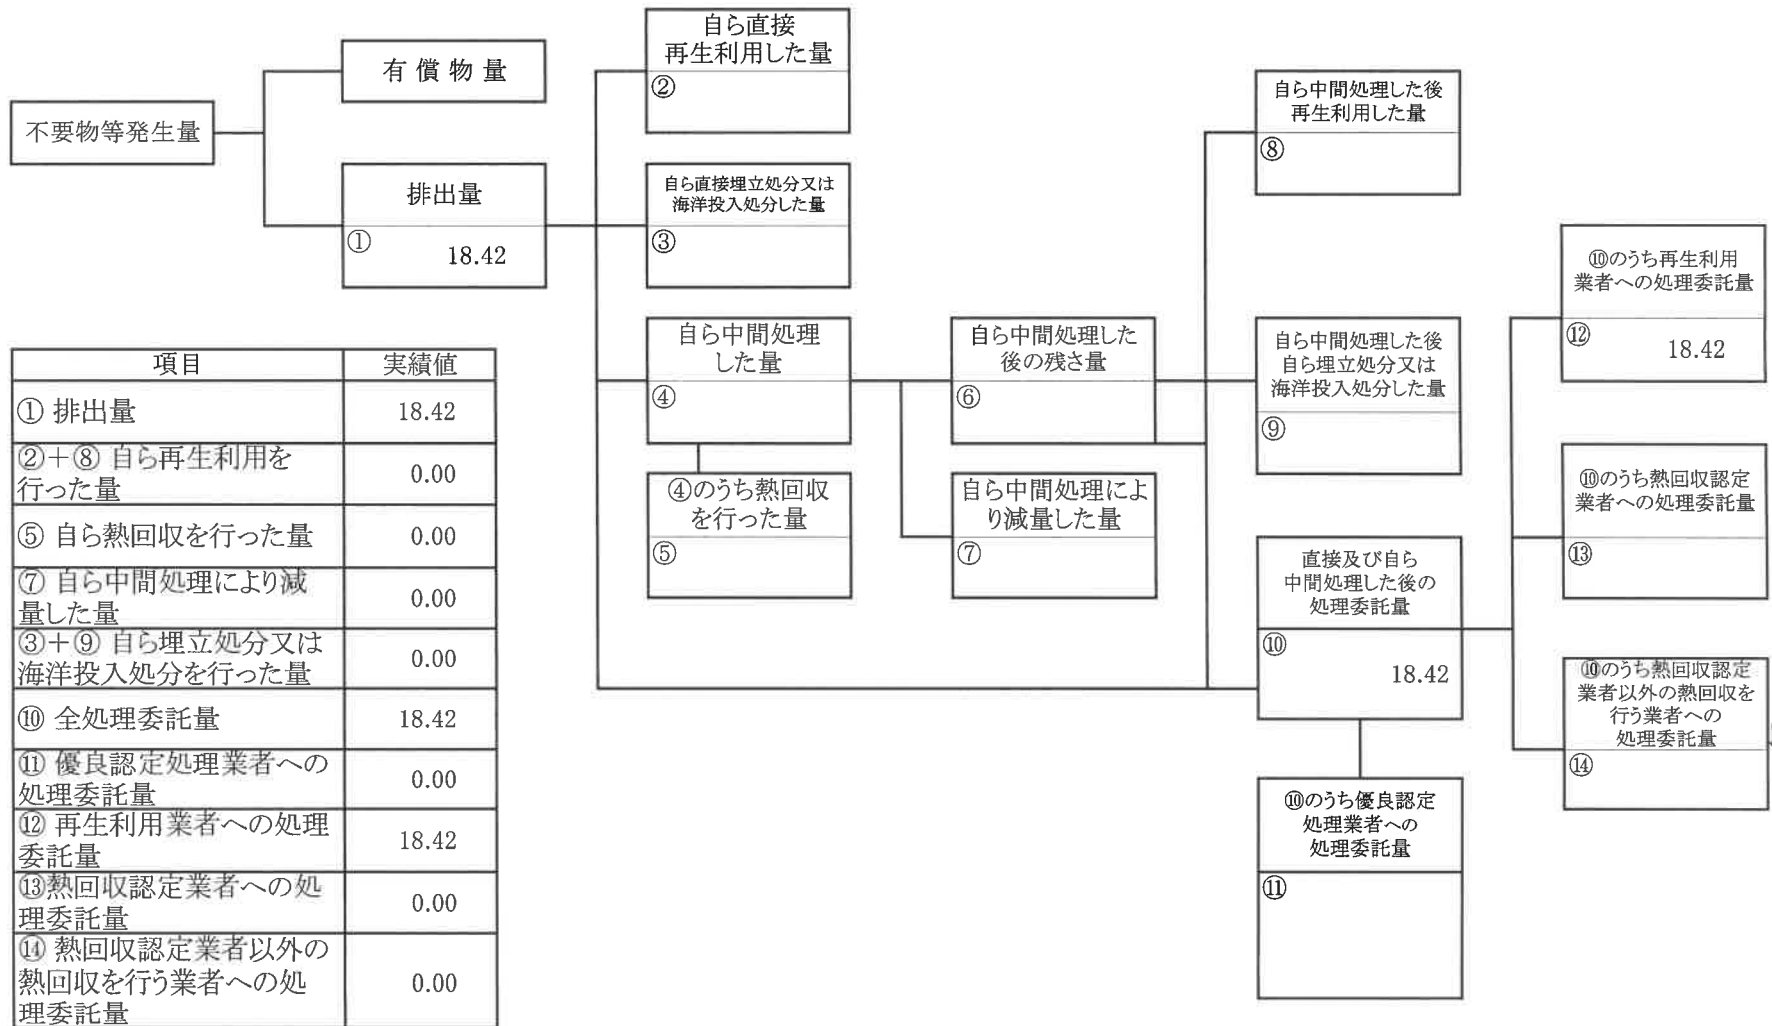 不要物等発生量
有償物量
排出量
①
18.42
自ら直接
再生利用した量
②
自ら直接埋立処分又は
海洋投入処分した量
③
自ら中間処理
した量
④
④のうち熱回収
を行った量
⑤
自ら中間処理した
後の残さ量
⑥
自ら中間処理によ
り減量した量
⑦
自ら中間処理した後
再生利用した量
⑧
自ら中間処理した後
自ら埋立処分又は
海洋投入処分した量
⑨
直接及び自ら
中間処理した後の
処理委託量
⑩
18.42
⑩のうち優良認定
処理業者への
処理委託量
⑪
⑩のうち再生利用
業者への処理委託量
⑫
18.42
⑩のうち熱回収認定
業者への処理委託量
⑬
⑩のうち熱回収認定
業者以外の熱回収を
行う業者への
処理委託量
⑭
項目 実績値
① 排出量 18.42
②+⑧ 自ら再生利用を
行った量 0.00
⑤ 自ら熱回収を行った量 0.00
⑦ 自ら中間処理により減
量した量 0.00
③+⑨ 自ら埋立処分又は
海洋投入処分を行った量 0.00
⑩ 全処理委託量 18.42
⑪ 優良認定処理業者への
処理委託量 0.00
⑫ 再生利用業者への処理
委託量 18.42
⑬熱回収認定業者への処
理委託量 0.00
⑭ 熱回収認定業者以外の
熱回収を行う業者への処
理委託量 0.00